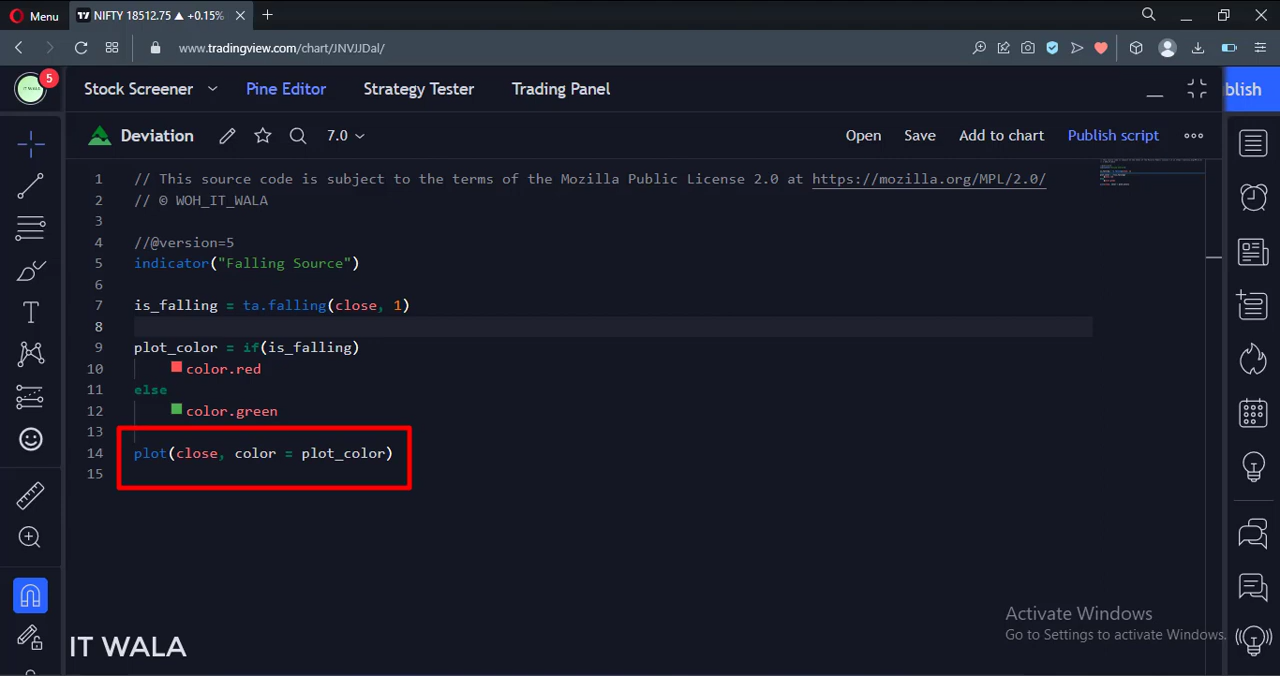 Menu
NIFTY 18512.75 ▲ +0.15%
www.tradingview.com/chart/JNVJJDal/
IT WALA
5
Stock Screener
Pine Editor
Strategy Tester
Trading Panel
blish
Deviation
7.0
Open
Save
Add to chart
Publish script
1 // This source code is subject to the terms of the Mozilla Public License 2.0 at https://mozilla.org/MPL/2.0/
2 // © WOH_IT_WALA
3
4 //@version=5
5 indicator("Falling Source")
6
7 is_falling = ta.falling(close, 1)
8
9 plot_color = if(is_falling)
10 color.red
11 else
12 color.green
13
14 plot(close, color = plot_color)
15
Activate Windows
Go to Settings to activate Windows.
IT WALA